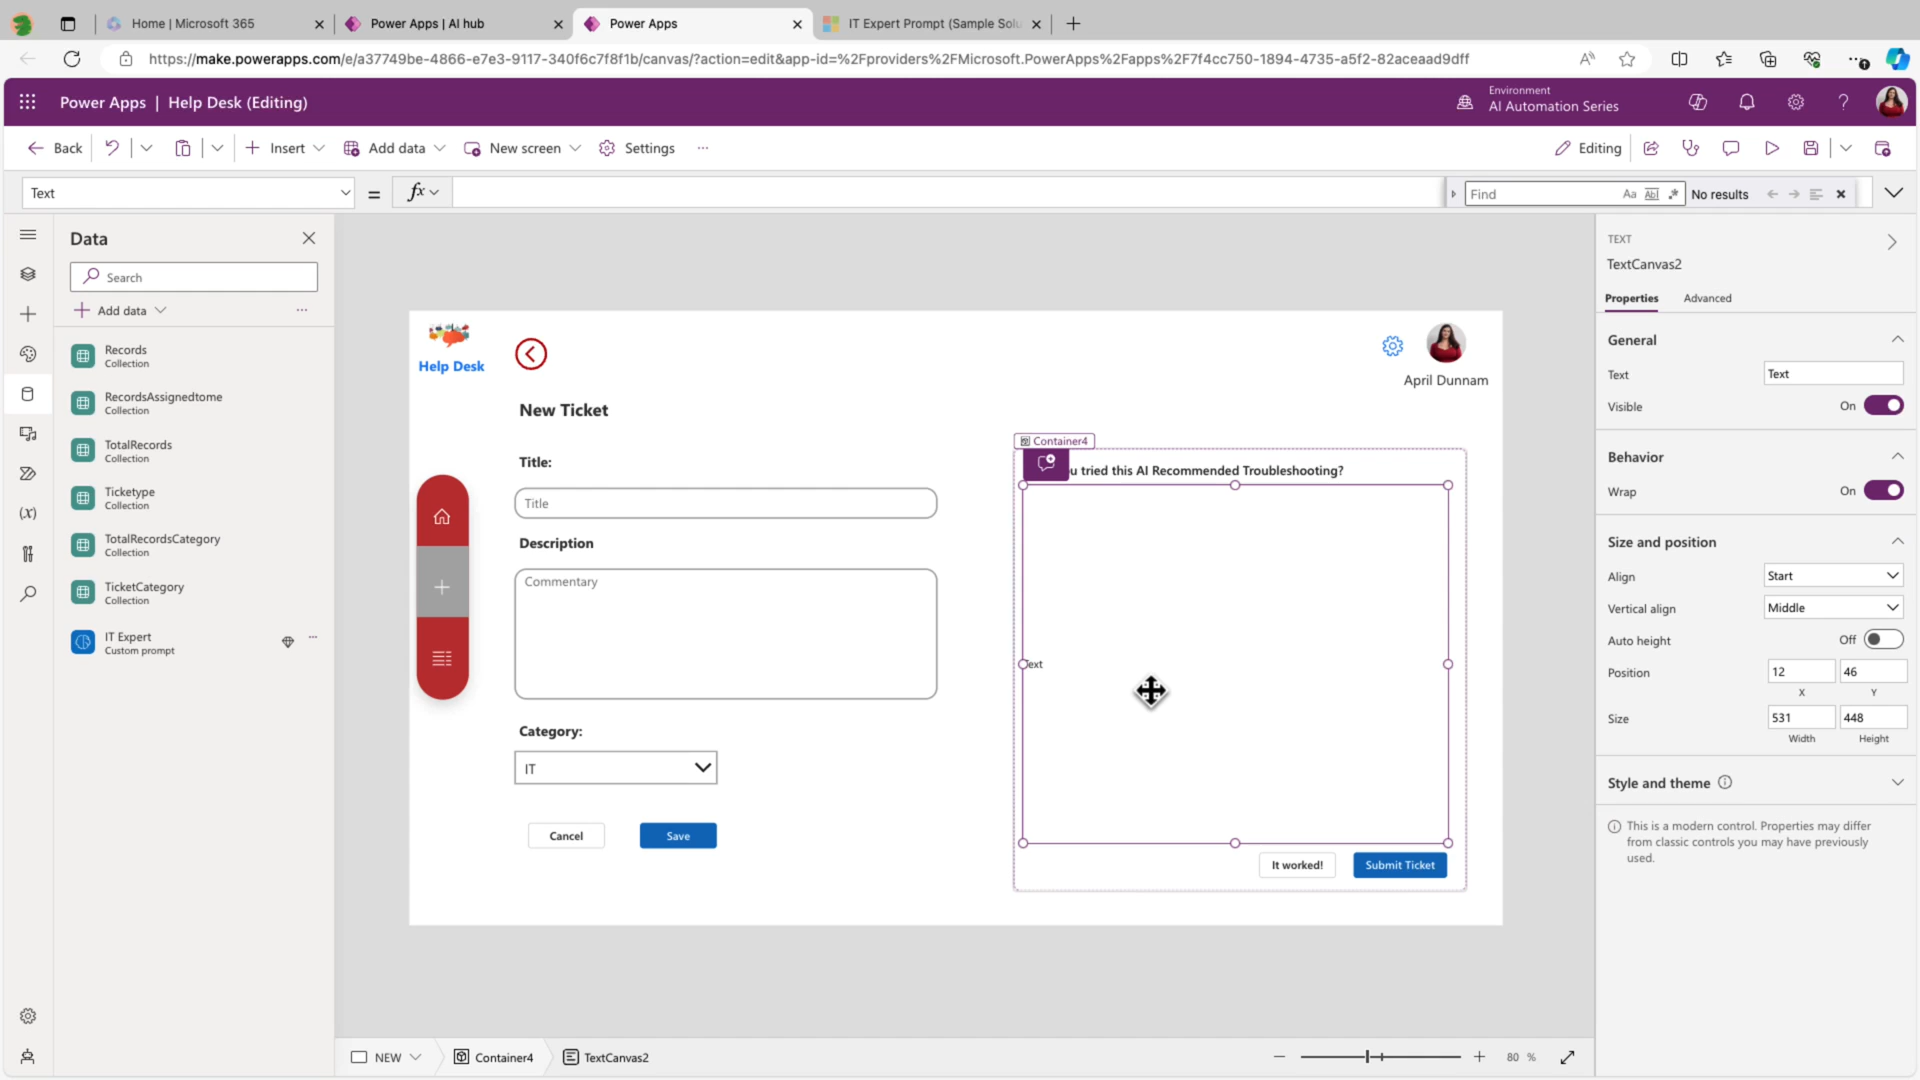 Home | Microsoft 365
Power Apps | AI hub
Power Apps
IT Expert Prompt (Sample Solu
https://make.powerapps.com/e/a37749be-4866-e7e3-9117-340f6c7f8f1b/canvas/?action=edit&app-id=%2Fproviders%2FMicrosoft.PowerApps%2Fapps%2F7f4cc750-1894-4735-a5f2-82aceaad9dff
Power Apps | Help Desk (Editing)
Environment
AI Automation Series
Back
Insert
Add data
New screen
Settings
Editing
Text
=
fx
Find
Aa
Abl
No results
Data
Search
Add data
Records
Collection
RecordsAssignedtome
Collection
TotalRecords
Collection
Tickettype
Collection
TotalRecordsCategory
Collection
TicketCategory
Collection
IT Expert
Custom prompt
Help Desk
April Dunnam
New Ticket
Title:
Title
Description
Commentary
Category:
IT
Cancel
Save
Container4
u tried this AI Recommended Troubleshooting?
Text
It worked!
Submit Ticket
TEXT
TextCanvas2
Properties
Advanced
General
Text
Text
Visible
On
Behavior
Wrap
On
Size and position
Align
Start
Vertical align
Middle
Auto height
Off
Position
12
46
X
Y
Size
531
448
Width
Height
Style and theme
This is a modern control. Properties may differ
from classic controls you may have previously
used.
NEW
Container4
TextCanvas2
80 %